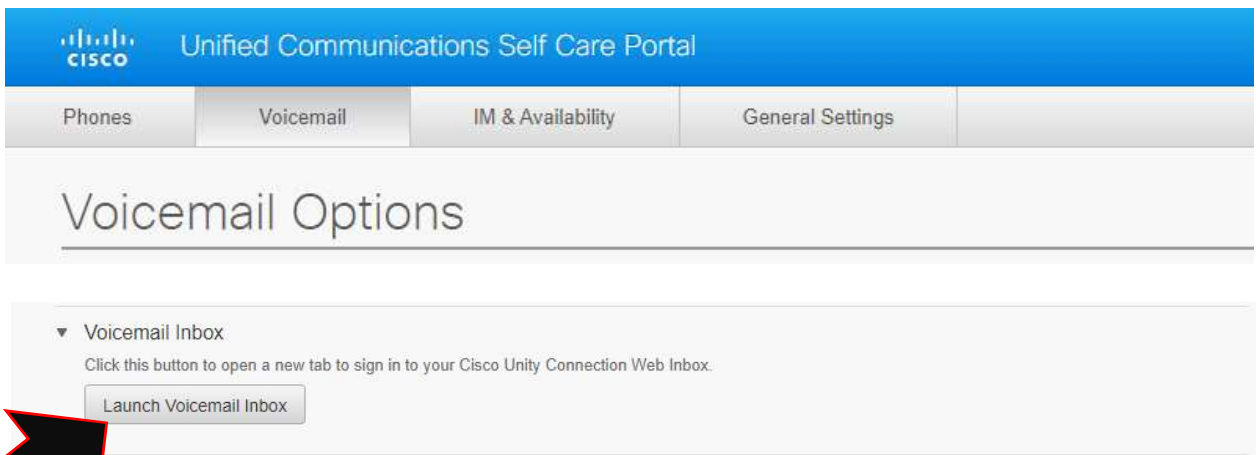 cisco Unified Communications Self Care Portal
Phones Voicemail IM & Availability General Settings
Voicemail Options
Voicemail Inbox
Click this button to open a new tab to sign in to your Cisco Unity Connection Web Inbox.
Launch Voicemail Inbox